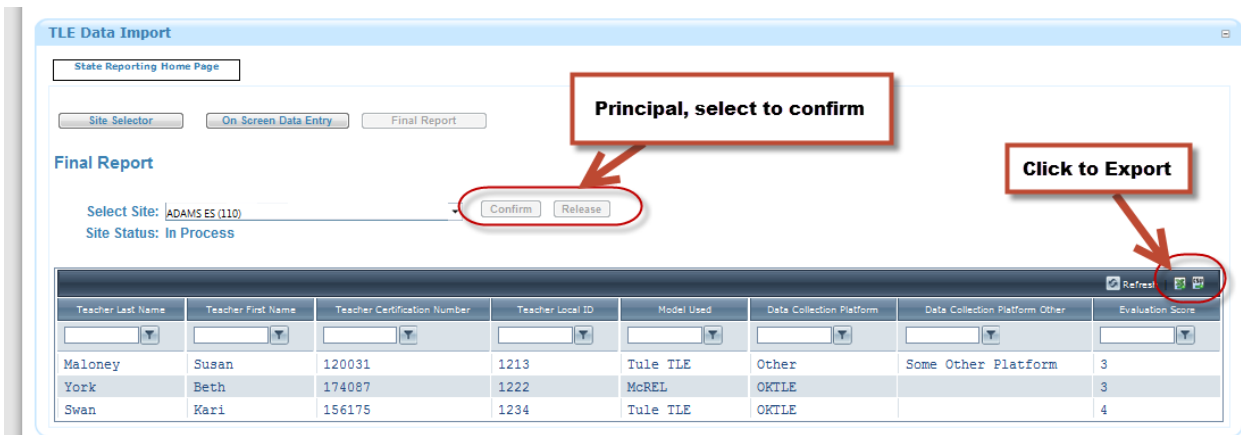 TLE Data Import
State Reporting Home Page
Principal, select to confirm
Site Selector On Screen Data Entry Final Report
Final Report
Click to Export
Select Site: ADAMS ES (110) Confirm Release
Site Status: In Process
Refresh
Teacher Last Name Teacher First Name Teacher Certification Number Teacher Local ID Model Used Data Collection Platform Data Collection Platform Other Evaluation Score
Maloney Susan 120031 1213 Tule TLE Other Some Other Platform 3
York Beth 174087 1222 McREL OKTLE 3
Swan Kari 156175 1234 Tule TLE OKTLE 4